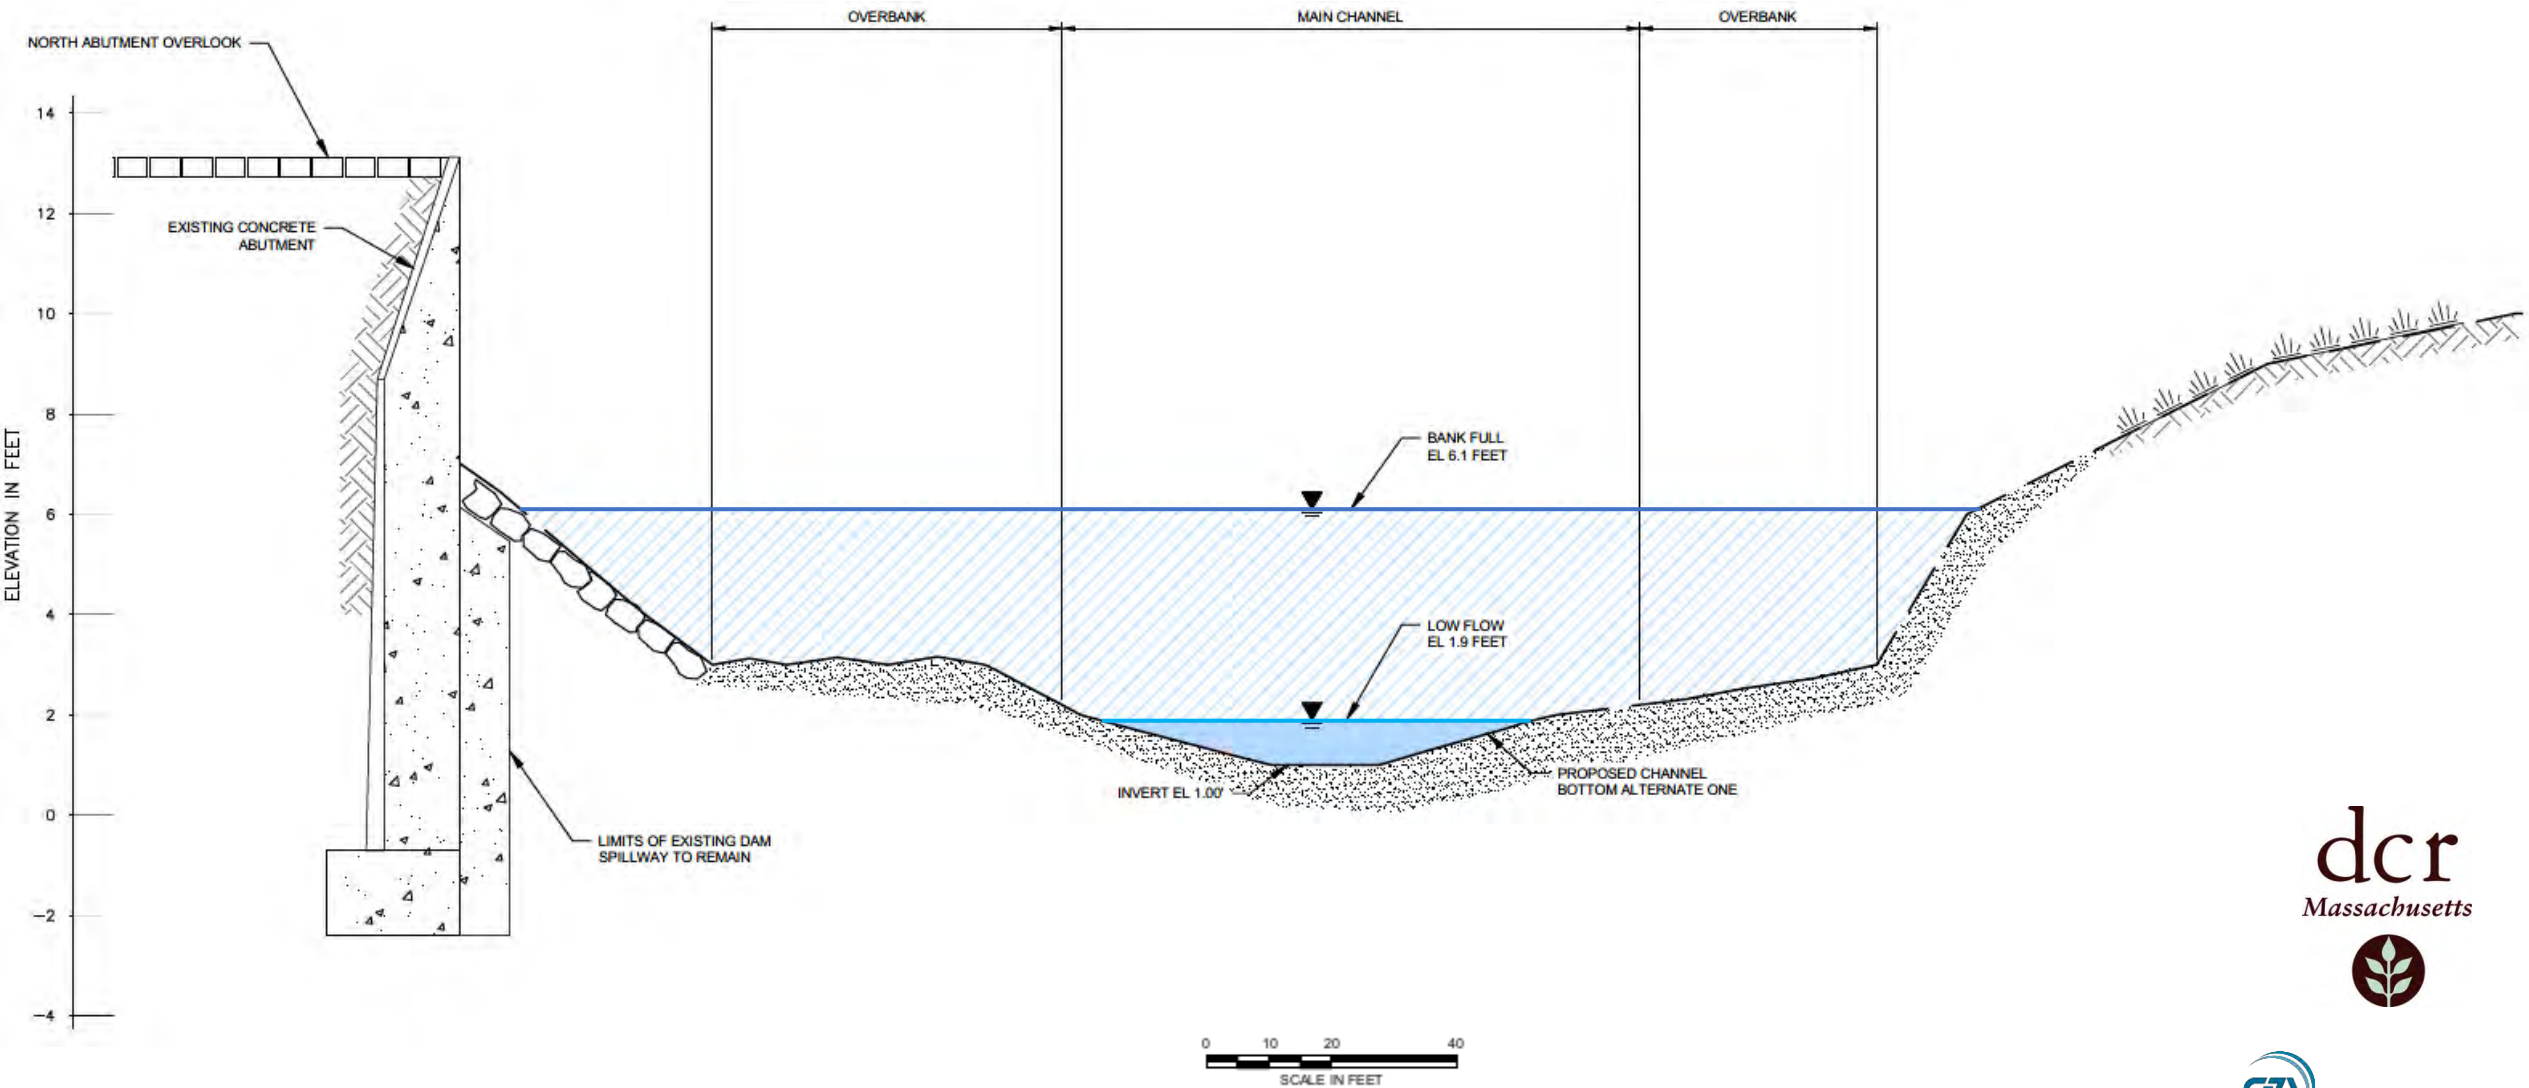 OVERBANK
MAIN CHANNEL
OVERBANK
NORTH ABUTMENT OVERLOOK
14
12
10
8
6
4
2
0
-2
-4
ELEVATION IN FEET
EXISTING CONCRETE
ABUTMENT
BANK FULL
EL 6.1 FEET
LOW FLOW
EL 1.9 FEET
INVERT EL 1.00'
PROPOSED CHANNEL
BOTTOM ALTERNATE ONE
LIMITS OF EXISTING DAM
SPILLWAY TO REMAIN
dcr
Massachusetts
0 10 20 40
SCALE IN FEET